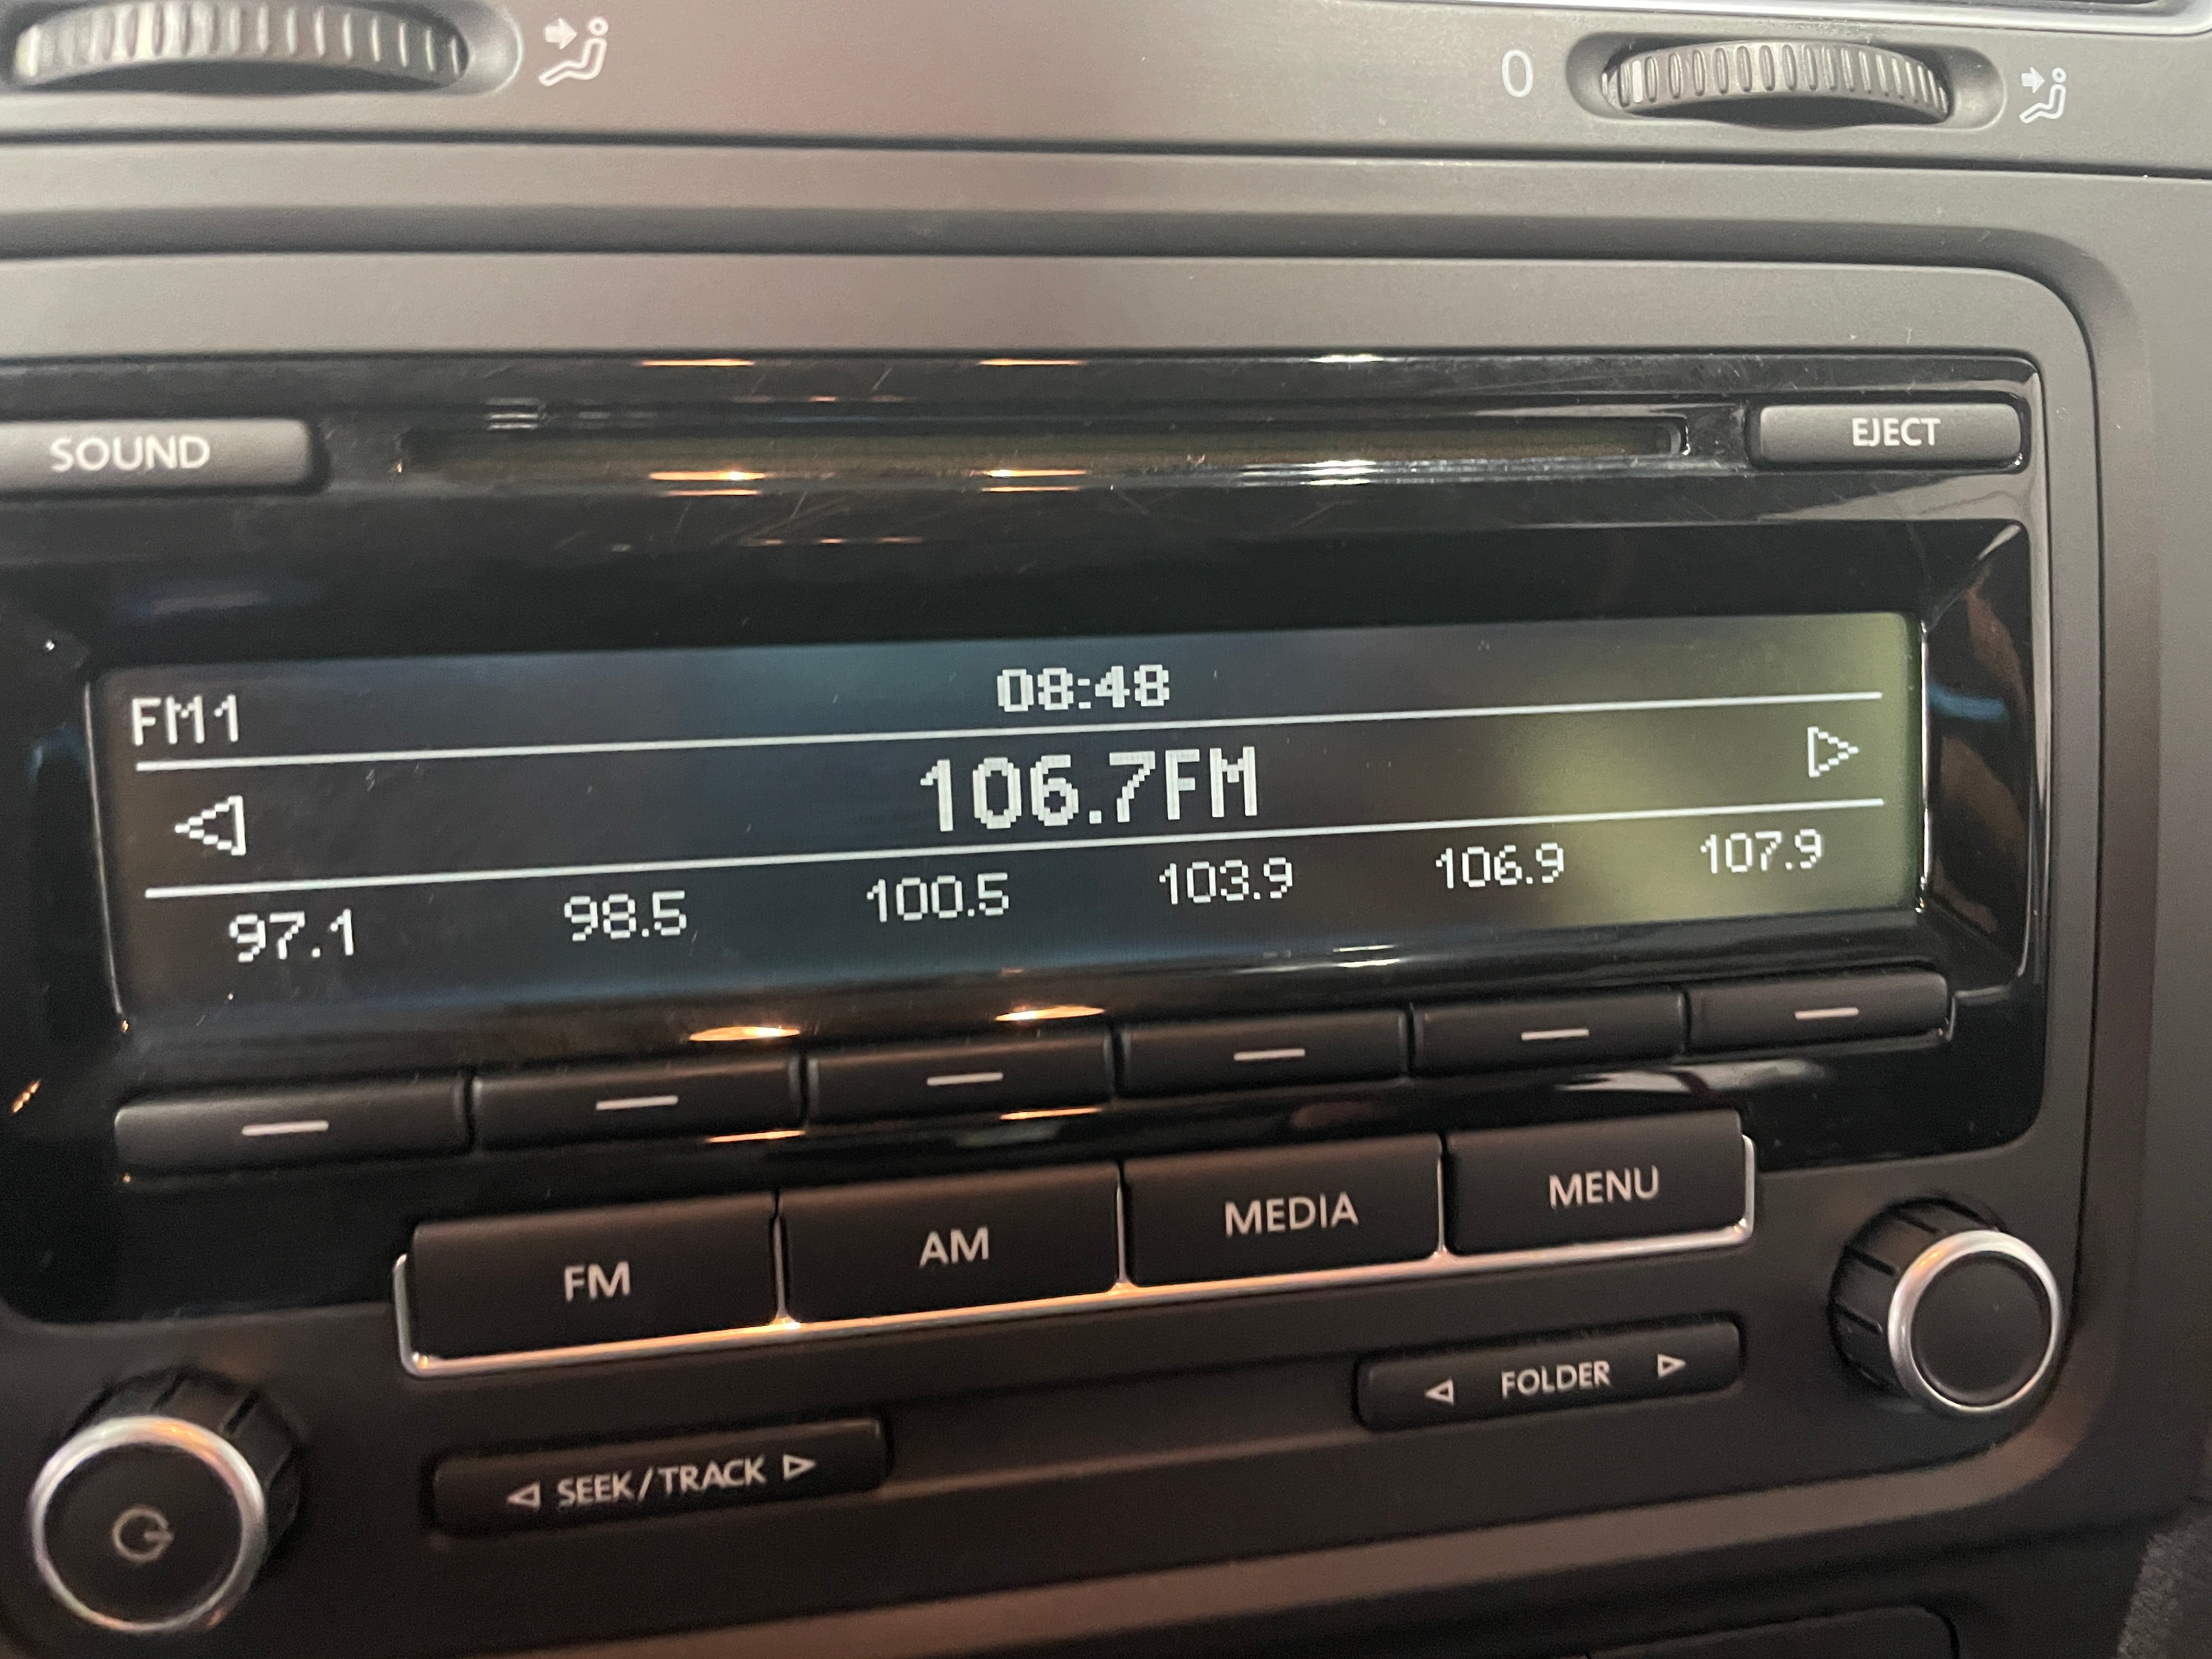 0
SOUND
EJECT
FM1 08:48
106.7FM
97.1 98.5 100.5 103.9 106.9 107.9
FM AM MEDIA MENU
FOLDER
SEEK/TRACK